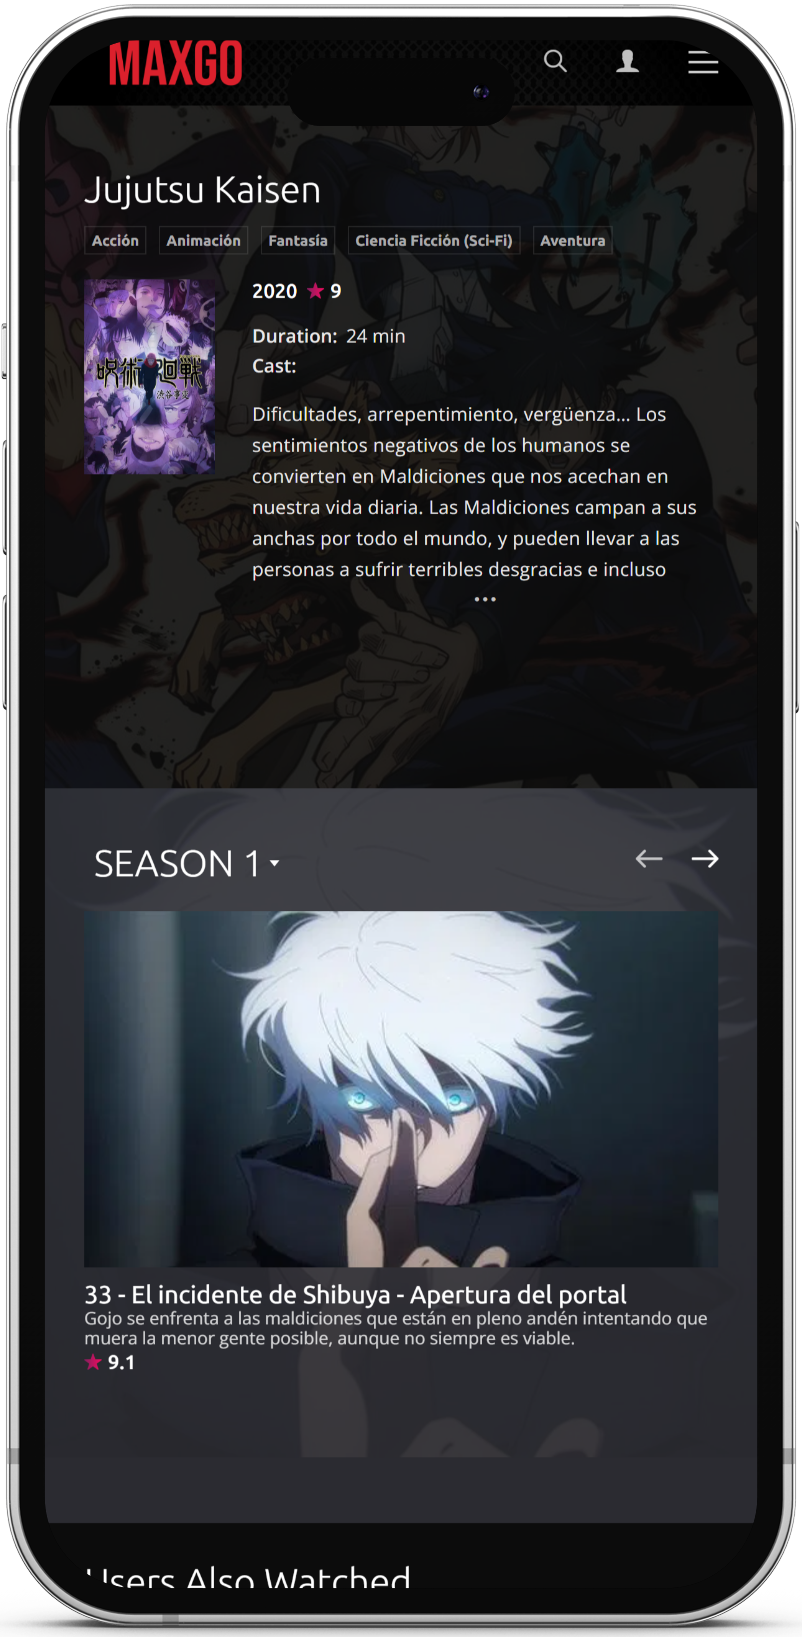 MAXGO
Jujutsu Kaisen
Acción Animación Fantasía Ciencia Ficción (Sci-Fi) Aventura
呪術廻戦
渋谷事変
2020 ★ 9
Duration: 24 min
Cast:
Dificultades, arrepentimiento, vergüenza... Los
sentimientos negativos de los humanos se
convierten en Maldiciones que nos acechan en
nuestra vida diaria. Las Maldiciones campan a sus
anchas por todo el mundo, y pueden llevar a las
personas a sufrir terribles desgracias e incluso
...
SEASON 1
33 - El incidente de Shibuya - Apertura del portal
Gojo se enfrenta a las maldiciones que están en pleno andén intentando que
muera la menor gente posible, aunque no siempre es viable.
★ 9.1
Users Also Watched